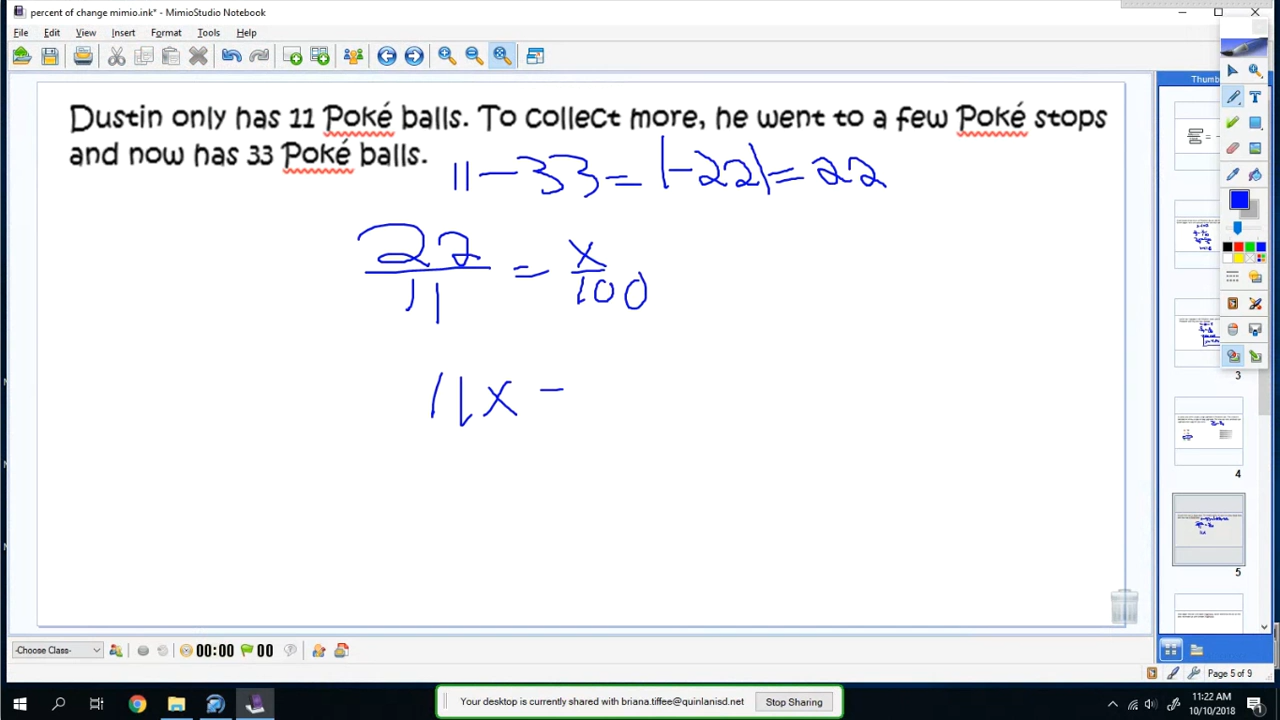 percent of change mimio.ink* - MimioStudio Notebook
File Edit View Insert Format Tools Help
Dustin only has 11 Poké balls. To collect more, he went to a few Poké stops
and now has 33 Poké balls.
11-33=|-22|=22
22/11 = x/100
11x -
Thumb
3
4
5
-Choose Class-
00:00
00
Page 5 of 9
Your desktop is currently shared with briana.tiffee@quinlanisd.net
Stop Sharing
11:22 AM
10/10/2018